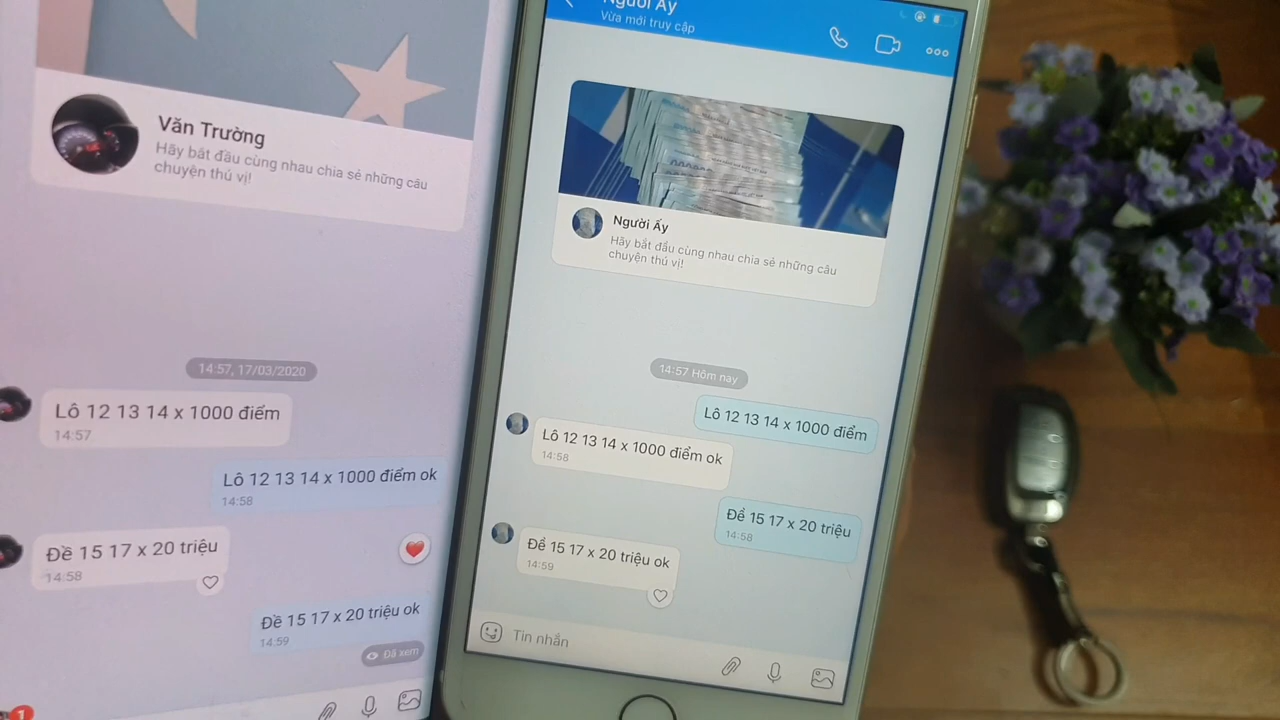 Văn Trường
Hãy bắt đầu cùng nhau chia sẻ những câu
chuyện thú vị!
14:57, 17/03/2020
Lô 12 13 14 x 1000 điểm
14:57
Lô 12 13 14 x 1000 điểm ok
14:58
Đề 15 17 x 20 triệu
14:58
Đề 15 17 x 20 triệu ok
14:59
Đã xem
1
Người Ấy
Vừa mới truy cập
Người Ấy
Hãy bắt đầu cùng nhau chia sẻ những câu
chuyện thú vị!
14:57 Hôm nay
Lô 12 13 14 x 1000 điểm
Lô 12 13 14 x 1000 điểm ok
14:58
Đề 15 17 x 20 triệu
14:58
Đề 15 17 x 20 triệu ok
14:59
Tin nhắn